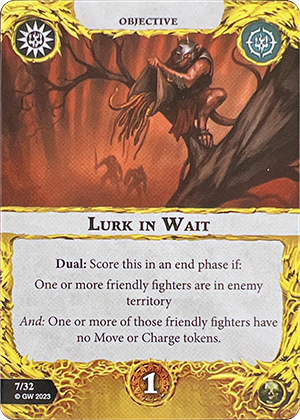 OBJECTIVE
LURK IN WAIT
Dual: Score this in an end phase if:
One or more friendly fighters are in enemy
territory
And: One or more of those friendly fighters have
no Move or Charge tokens.
7/32
© GW 2023
1